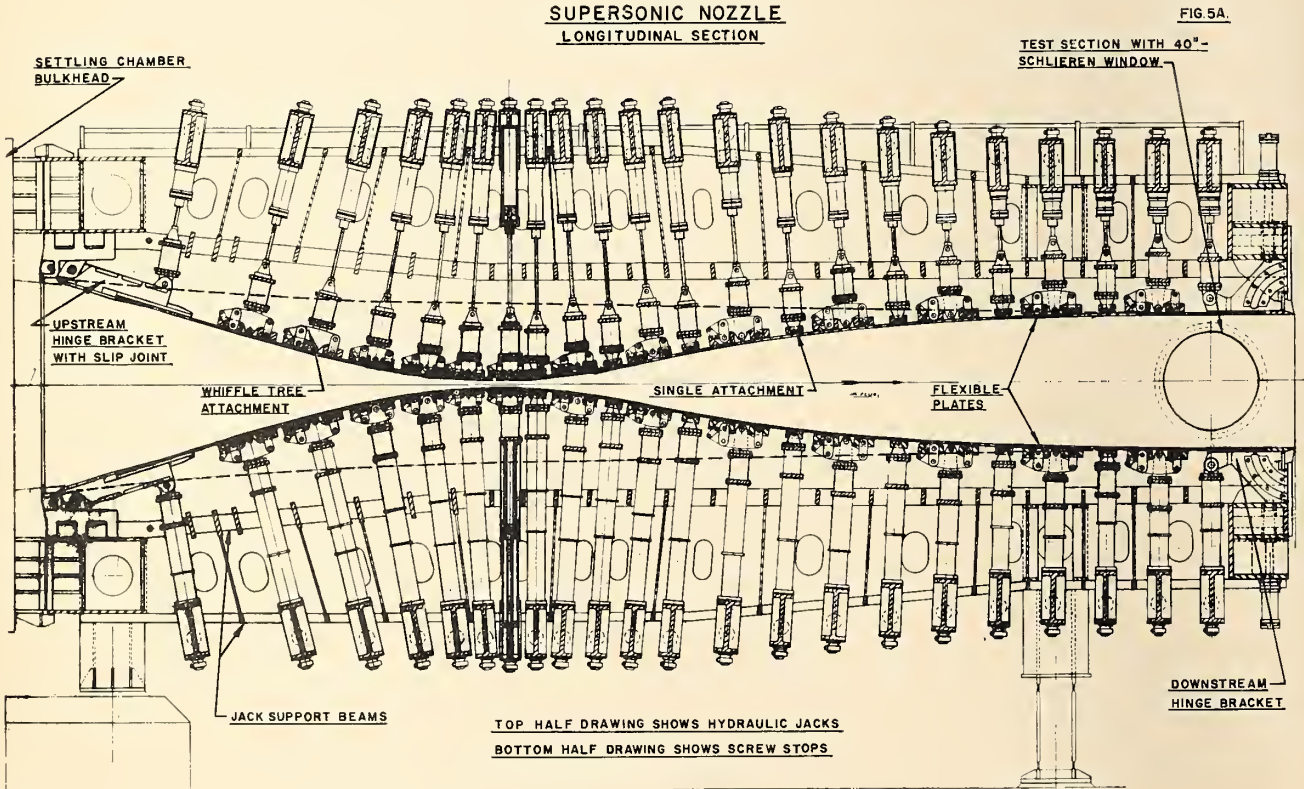 SUPERSONIC NOZZLE
LONGITUDINAL SECTION
FIG.5A.
SETTLING CHAMBER
BULKHEAD
TEST SECTION WITH 40"-
SCHLIEREN WINDOW
UPSTREAM
HINGE BRACKET
WITH SLIP JOINT
WHIFFLE TREE
ATTACHMENT
SINGLE ATTACHMENT
FLEXIBLE
PLATES
JACK SUPPORT BEAMS
TOP HALF DRAWING SHOWS HYDRAULIC JACKS
BOTTOM HALF DRAWING SHOWS SCREW STOPS
DOWNSTREAM
HINGE BRACKET